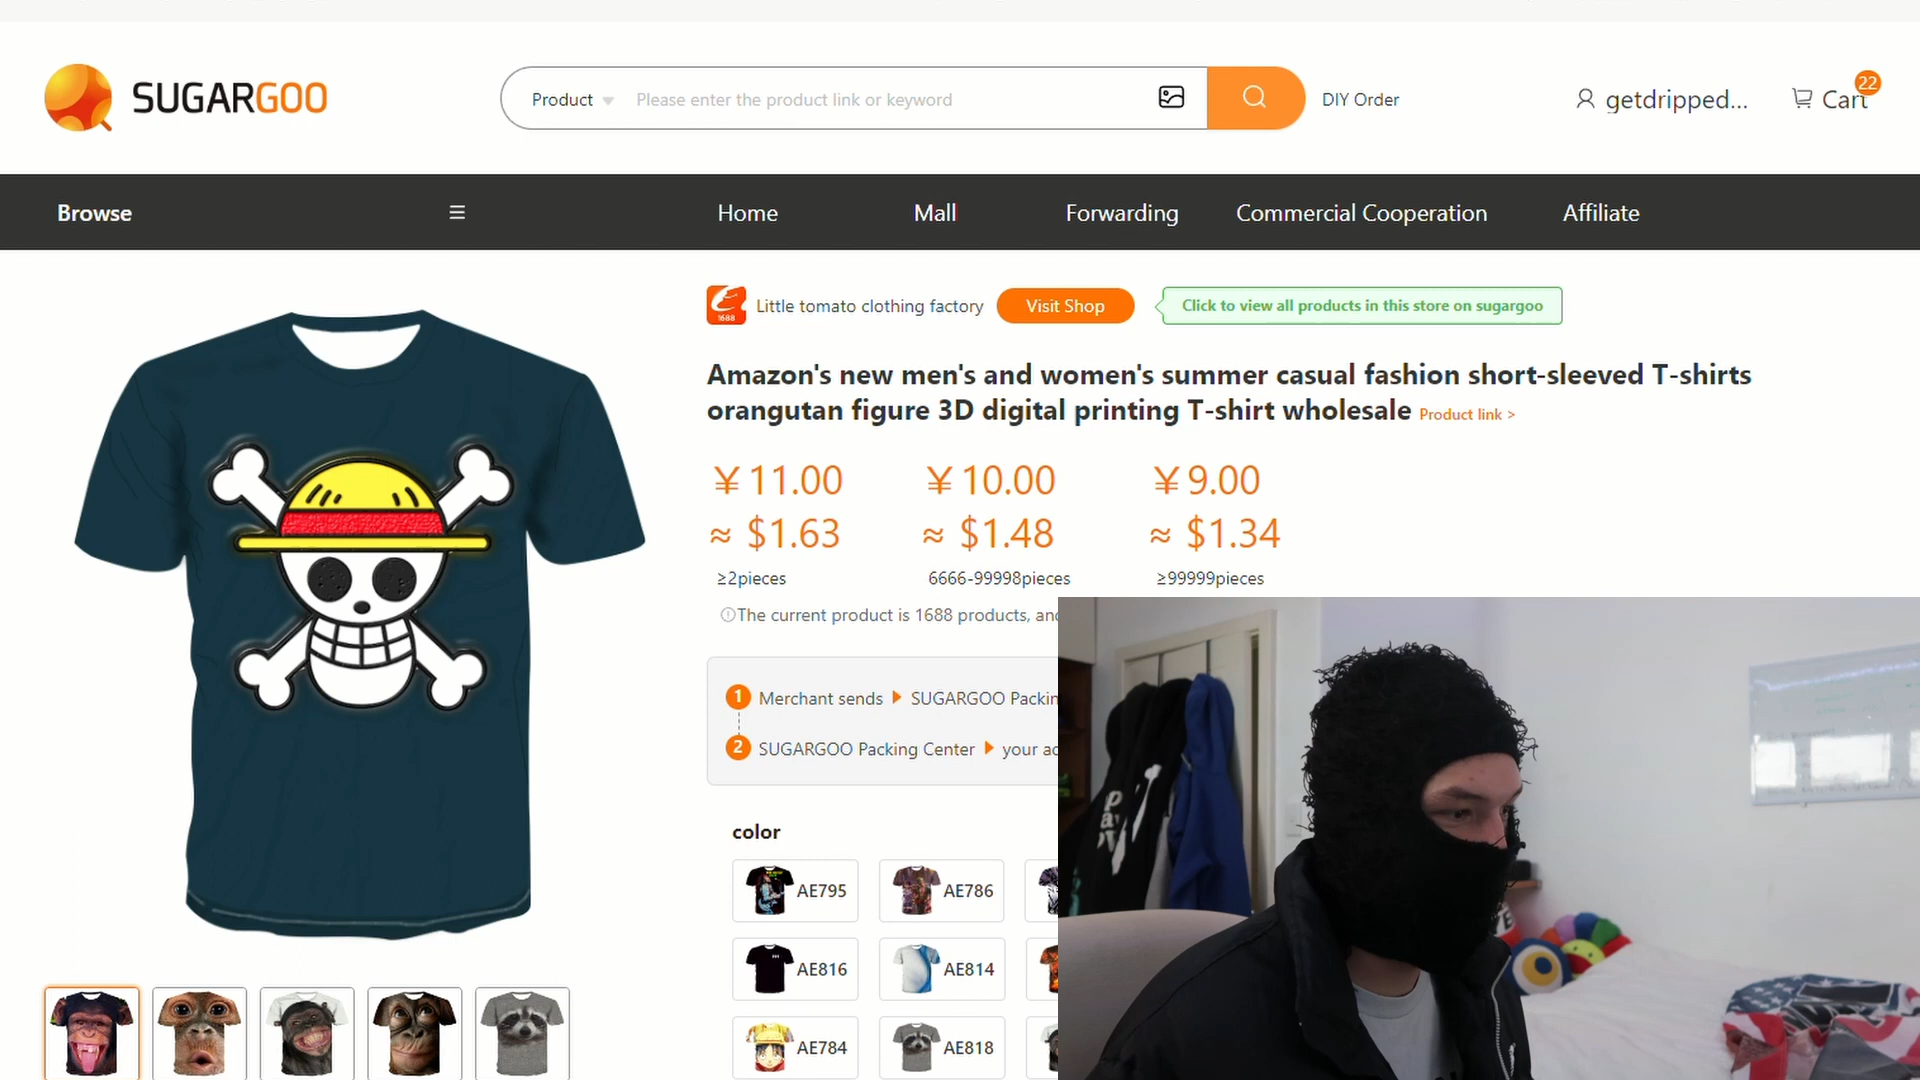 SUGARGOO
Product
Please enter the product link or keyword
DIY Order
getdripped...
Cart
22
Browse
Home
Mall
Forwarding
Commercial Cooperation
Affiliate
1688
Little tomato clothing factory
Visit Shop
Click to view all products in this store on sugargoo
Amazon's new men's and women's summer casual fashion short-sleeved T-shirts
orangutan figure 3D digital printing T-shirt wholesale Product link >
¥11.00
¥10.00
¥9.00
≈ $1.63
≈ $1.48
≈ $1.34
≥2pieces
6666-99998pieces
≥99999pieces
The current product is 1688 products, and
1 Merchant sends SUGARGOO Packin
2 SUGARGOO Packing Center your ad
color
AE795
AE786
AE816
AE814
AE784
AE818